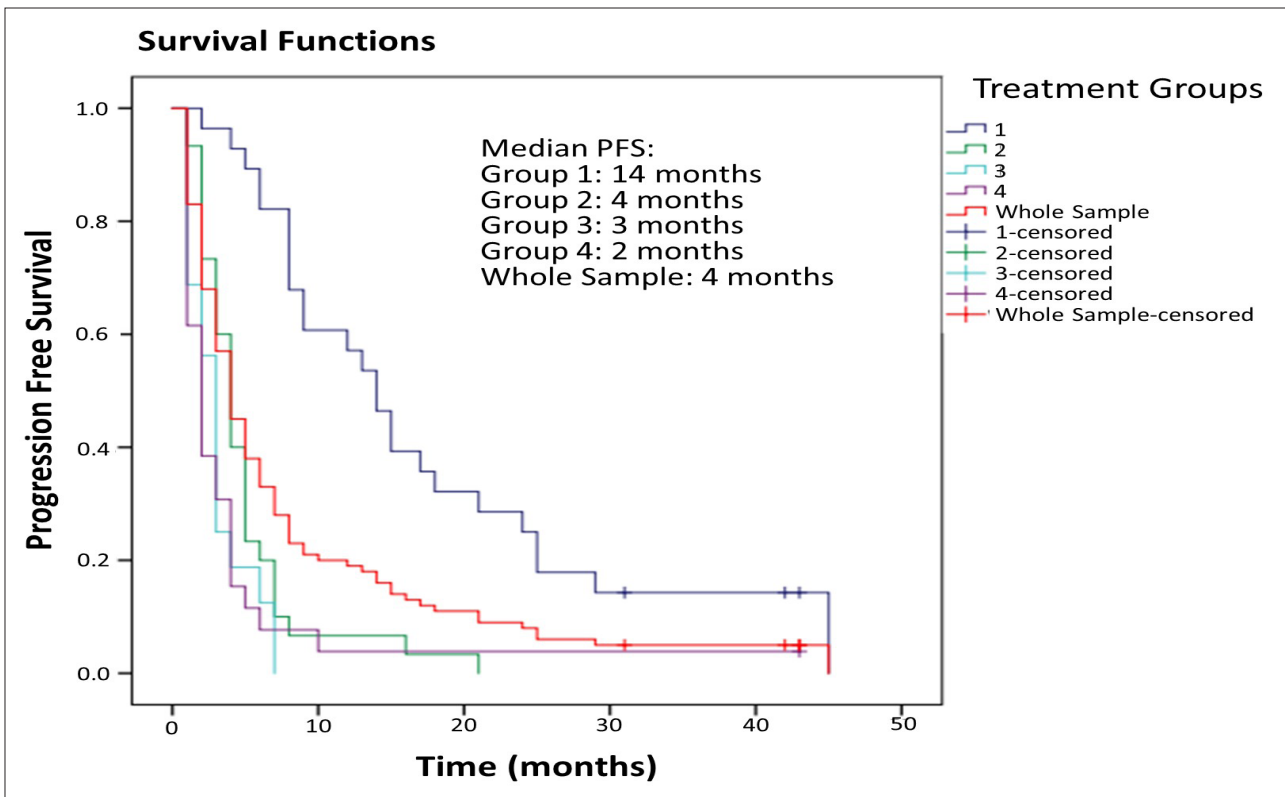 Survival Functions
Treatment Groups
1
2
3
4
Whole Sample
1-censored
2-censored
3-censored
4-censored
Whole Sample-censored
Median PFS:
Group 1: 14 months
Group 2: 4 months
Group 3: 3 months
Group 4: 2 months
Whole Sample: 4 months
Progression Free Survival
1.0
0.8
0.6
0.4
0.2
0.0
0 10 20 30 40 50
Time (months)